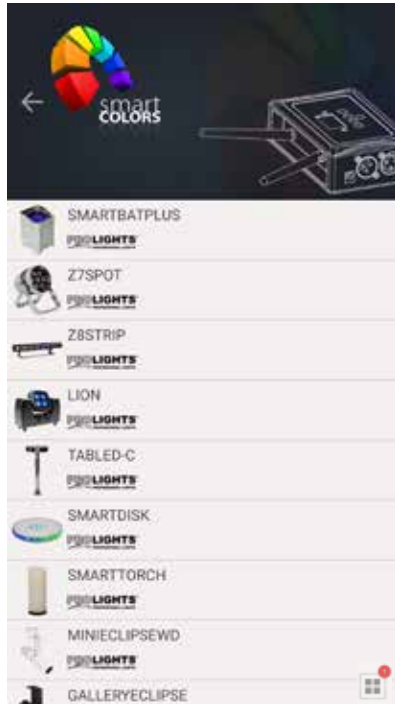 smart
COLORS
SMARTBATPLUS
PROLIGHTS
Z7SPOT
PROLIGHTS
Z8STRIP
PROLIGHTS
LION
PROLIGHTS
TABLED-C
PROLIGHTS
SMARTDISK
PROLIGHTS
SMARTTORCH
PROLIGHTS
MINIECLIPSEWD
PROLIGHTS
GALLERYECLIPSE